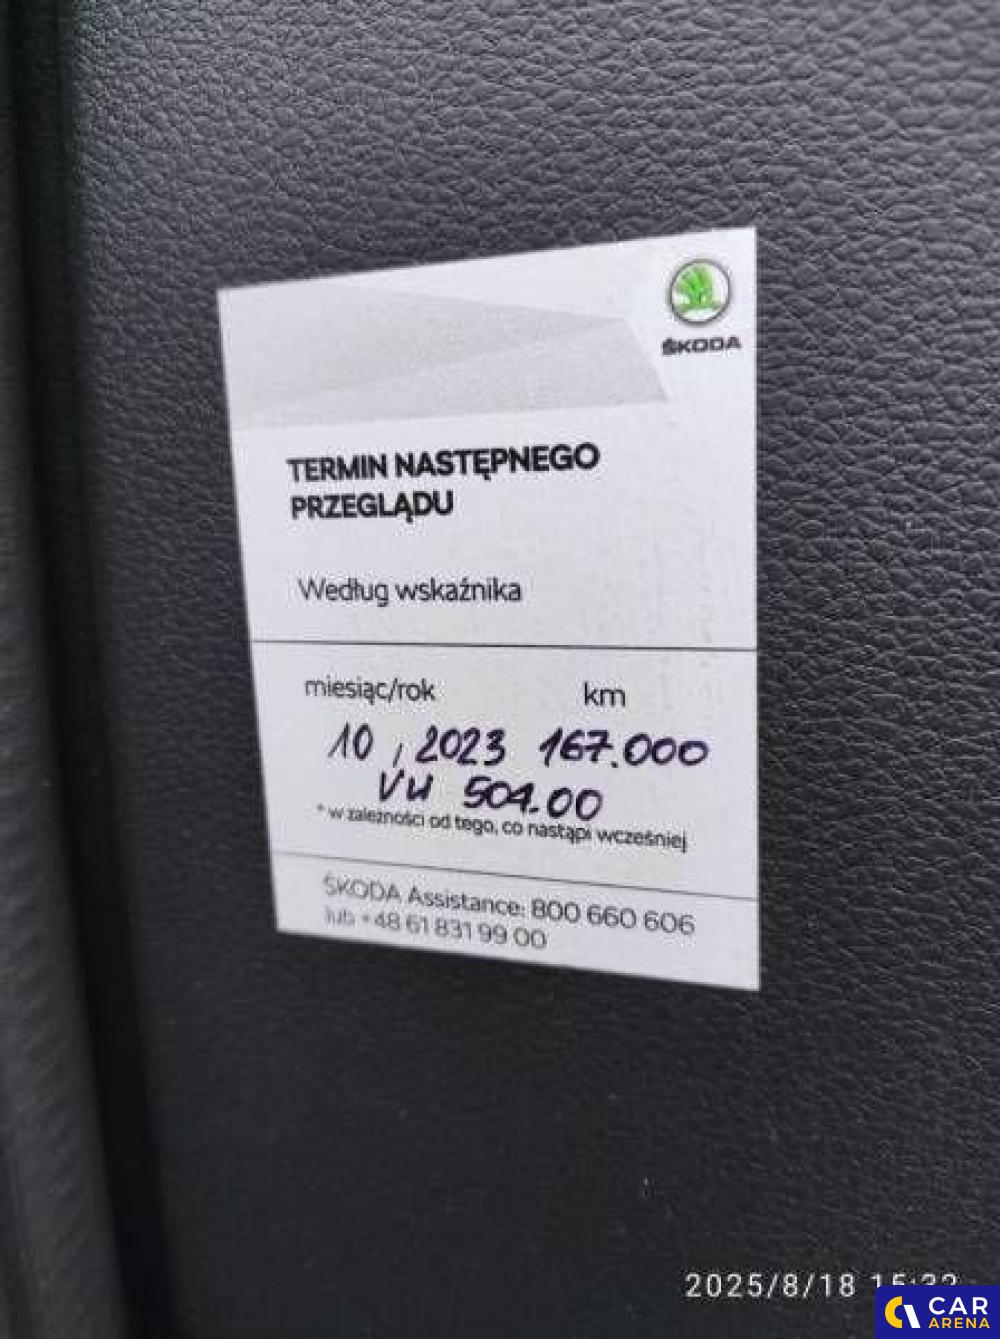 ŠKODA
TERMIN NASTĘPNEGO
PRZEGLĄDU
Według wskaźnika
miesiąc/rok km
10, 2023 167.000
VW 504.00
* w zależności od tego, co nastąpi wcześniej
ŠKODA Assistance: 800 660 606
lub +48 61 831 99 00
2025/8/18
CAR
ARENA